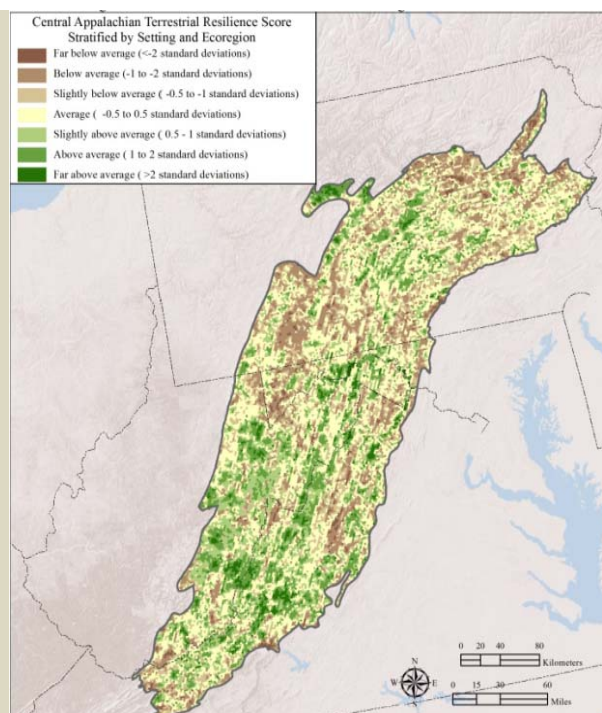 Central Appalachian Terrestrial Resilience Score
Stratified by Setting and Ecoregion
Far below average (<-2 standard deviations)
Below average (-1 to -2 standard deviations)
Slightly below average ( -0.5 to -1 standard deviations)
Average ( -0.5 to 0.5 standard deviations)
Slightly above average ( 0.5 - 1 standard deviations)
Above average ( 1 to 2 standard deviations)
Far above average ( >2 standard deviations)
N
W E
S
0 20 40 80
Kilometers
0 15 30 60
Miles